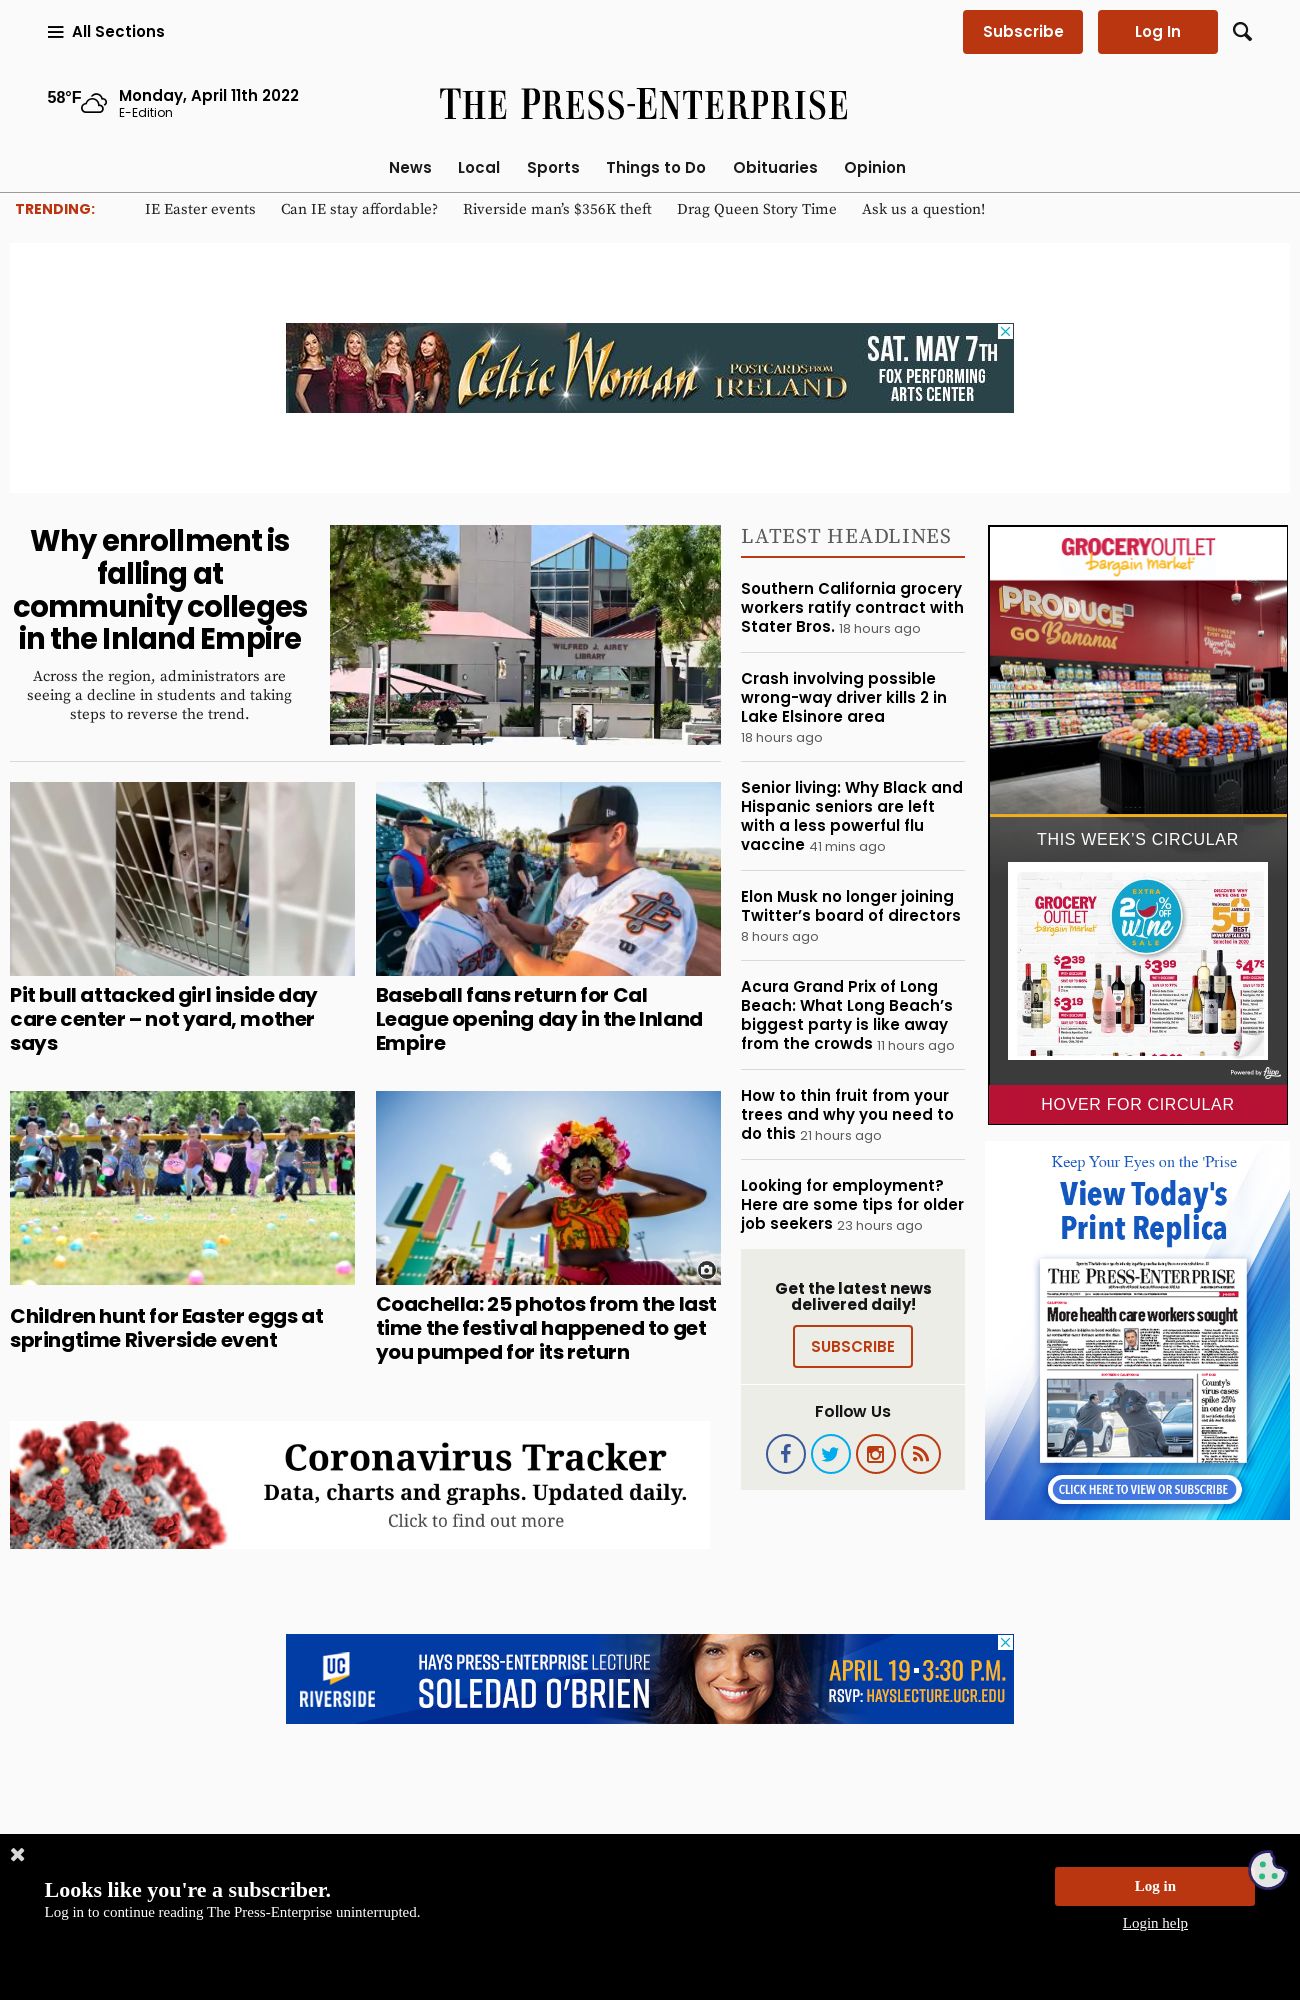 All Sections
Subscribe
Log In
58°F
Monday, April 11th 2022
E-Edition
THE PRESS-ENTERPRISE
News Local Sports Things to Do Obituaries Opinion
TRENDING: IE Easter events Can IE stay affordable? Riverside man’s $356K theft Drag Queen Story Time Ask us a question!
Celtic Woman
POSTCARDS FROM
IRELAND
SAT. MAY 7TH
FOX PERFORMING
ARTS CENTER
Why enrollment is
falling at
community colleges
in the Inland Empire
Across the region, administrators are
seeing a decline in students and taking
steps to reverse the trend.
WILFRED J. AIREY
LIBRARY
Pit bull attacked girl inside day
care center – not yard, mother
says
Baseball fans return for Cal
League opening day in the Inland
Empire
Children hunt for Easter eggs at
springtime Riverside event
Coachella: 25 photos from the last
time the festival happened to get
you pumped for its return
Coronavirus Tracker
Data, charts and graphs. Updated daily.
Click to find out more
LATEST HEADLINES
Southern California grocery
workers ratify contract with
Stater Bros. 18 hours ago
Crash involving possible
wrong-way driver kills 2 in
Lake Elsinore area
18 hours ago
Senior living: Why Black and
Hispanic seniors are left
with a less powerful flu
vaccine 41 mins ago
Elon Musk no longer joining
Twitter’s board of directors
8 hours ago
Acura Grand Prix of Long
Beach: What Long Beach’s
biggest party is like away
from the crowds 11 hours ago
How to thin fruit from your
trees and why you need to
do this 21 hours ago
Looking for employment?
Here are some tips for older
job seekers 23 hours ago
Get the latest news
delivered daily!
SUBSCRIBE
Follow Us
GROCERY OUTLET
bargain market
PRODUCE
GO Bananas
THIS WEEK’S CIRCULAR
GROCERY
OUTLET
bargain market
EXTRA
20% OFF
wine
SALE
50
BEST
$2.39
$3.99
$4.79
$3.19
Powered by flipp
HOVER FOR CIRCULAR
Keep Your Eyes on the 'Prise
View Today's
Print Replica
THE PRESS-ENTERPRISE
More health care workers sought
County's
virus cases
spike 25%
in one day
CLICK HERE TO VIEW OR SUBSCRIBE
UC
RIVERSIDE
HAYS PRESS-ENTERPRISE LECTURE
SOLEDAD O’BRIEN
APRIL 19 ▪ 3:30 P.M.
RSVP: HAYSLECTURE.UCR.EDU
Looks like you're a subscriber.
Log in to continue reading The Press-Enterprise uninterrupted.
Log in
Login help